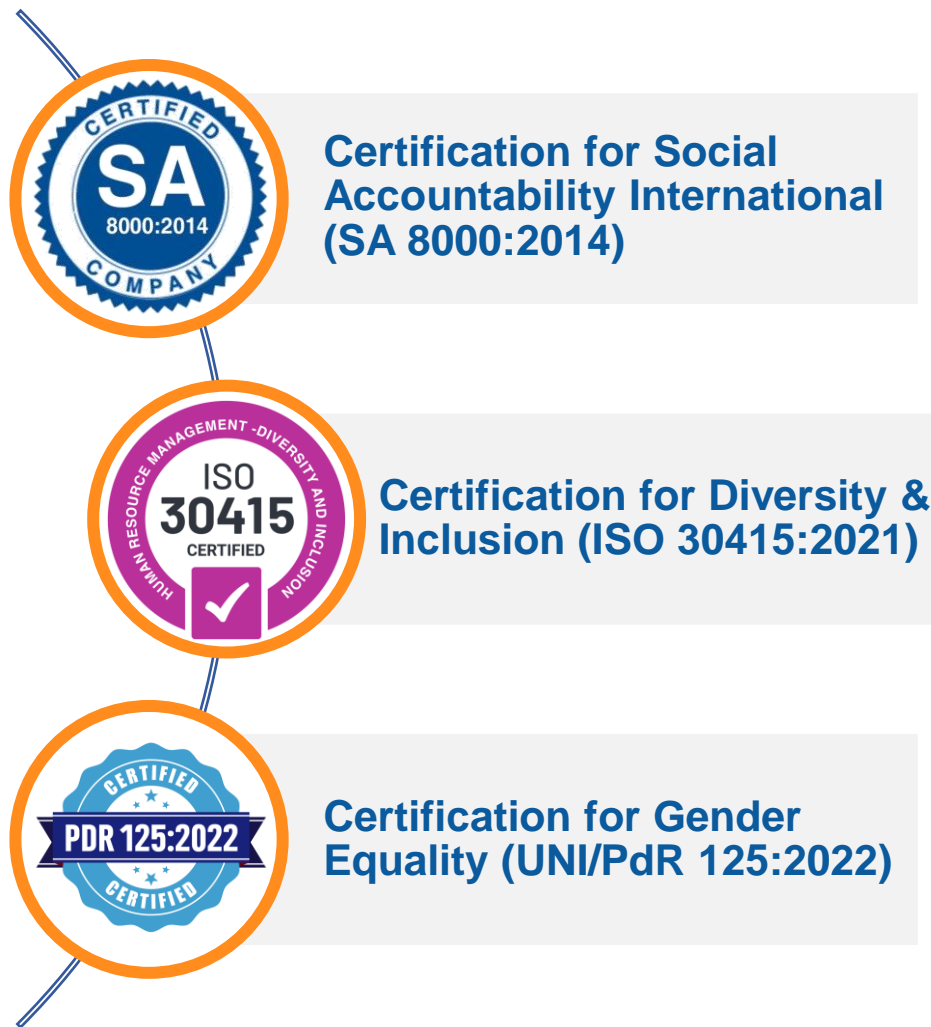 CERTIFIED
SA
8000:2014
COMPANY
Certification for Social
Accountability International
(SA 8000:2014)
HUMAN RESOURCE MANAGEMENT -DIVERSITY AND INCLUSION
ISO
30415
CERTIFIED
Certification for Diversity &
Inclusion (ISO 30415:2021)
CERTIFIED
PDR 125:2022
CERTIFIED
Certification for Gender
Equality (UNI/PdR 125:2022)